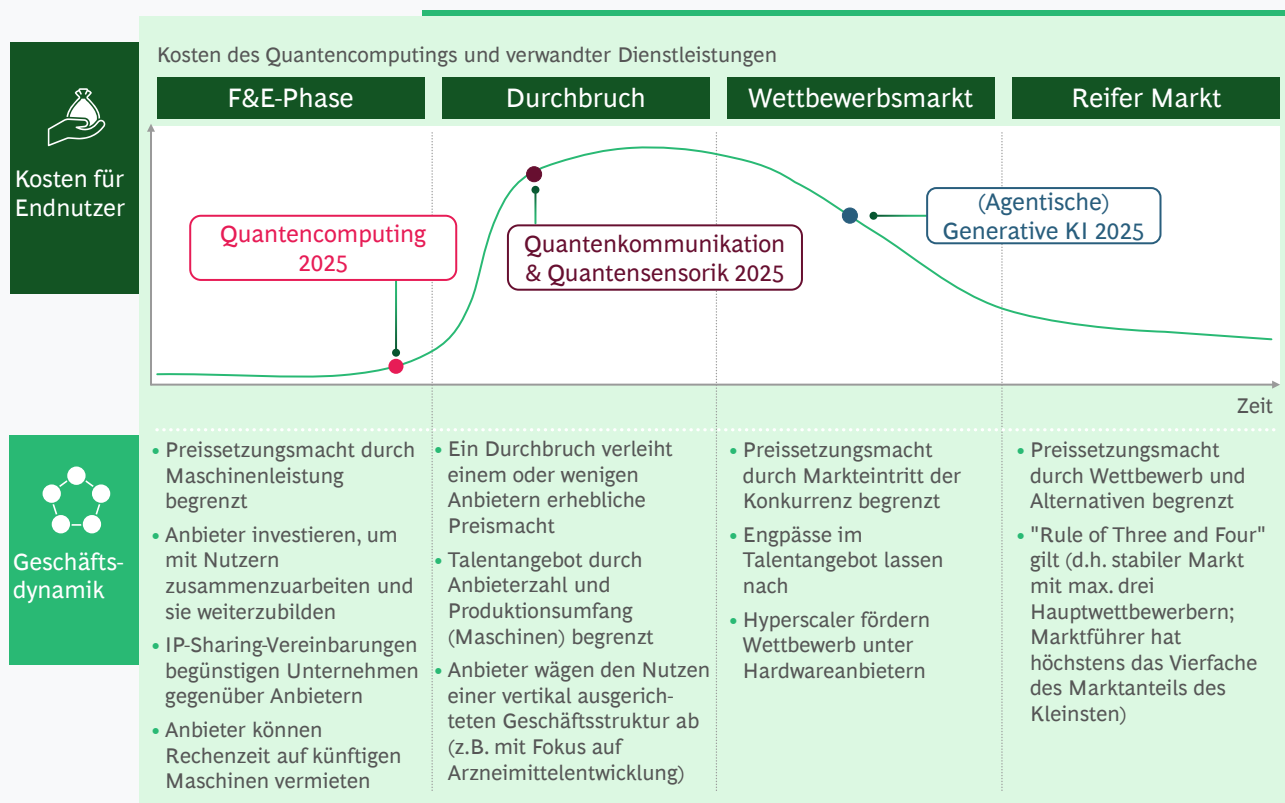 Kosten des Quantencomputings und verwandter Dienstleistungen
F&E-Phase
Durchbruch
Wettbewerbsmarkt
Reifer Markt
Kosten für
Endnutzer
Quantencomputing
2025
Quantenkommunikation
& Quantensensorik 2025
(Agentische)
Generative KI 2025
Zeit
Geschäfts-
dynamik
• Preissetzungsmacht durch
Maschinenleistung
begrenzt
• Anbieter investieren, um
mit Nutzern
zusammenzuarbeiten und
sie weiterzubilden
• IP-Sharing-Vereinbarungen
begünstigen Unternehmen
gegenüber Anbietern
• Anbieter können
Rechenzeit auf künftigen
Maschinen vermieten
• Ein Durchbruch verleiht
einem oder wenigen
Anbietern erhebliche
Preismacht
• Talentangebot durch
Anbieterzahl und
Produktionsumfang
(Maschinen) begrenzt
• Anbieter wägen den Nutzen
einer vertikal ausgerich-
teten Geschäftsstruktur ab
(z.B. mit Fokus auf
Arzneimittelentwicklung)
• Preissetzungsmacht
durch Markteintritt der
Konkurrenz begrenzt
• Engpässe im
Talentangebot lassen
nach
• Hyperscaler fördern
Wettbewerb unter
Hardwareanbietern
• Preissetzungsmacht
durch Wettbewerb und
Alternativen begrenzt
• "Rule of Three and Four"
gilt (d.h. stabiler Markt
mit max. drei
Hauptwettbewerbern;
Marktführer hat
höchstens das Vierfache
des Marktanteils des
Kleinsten)